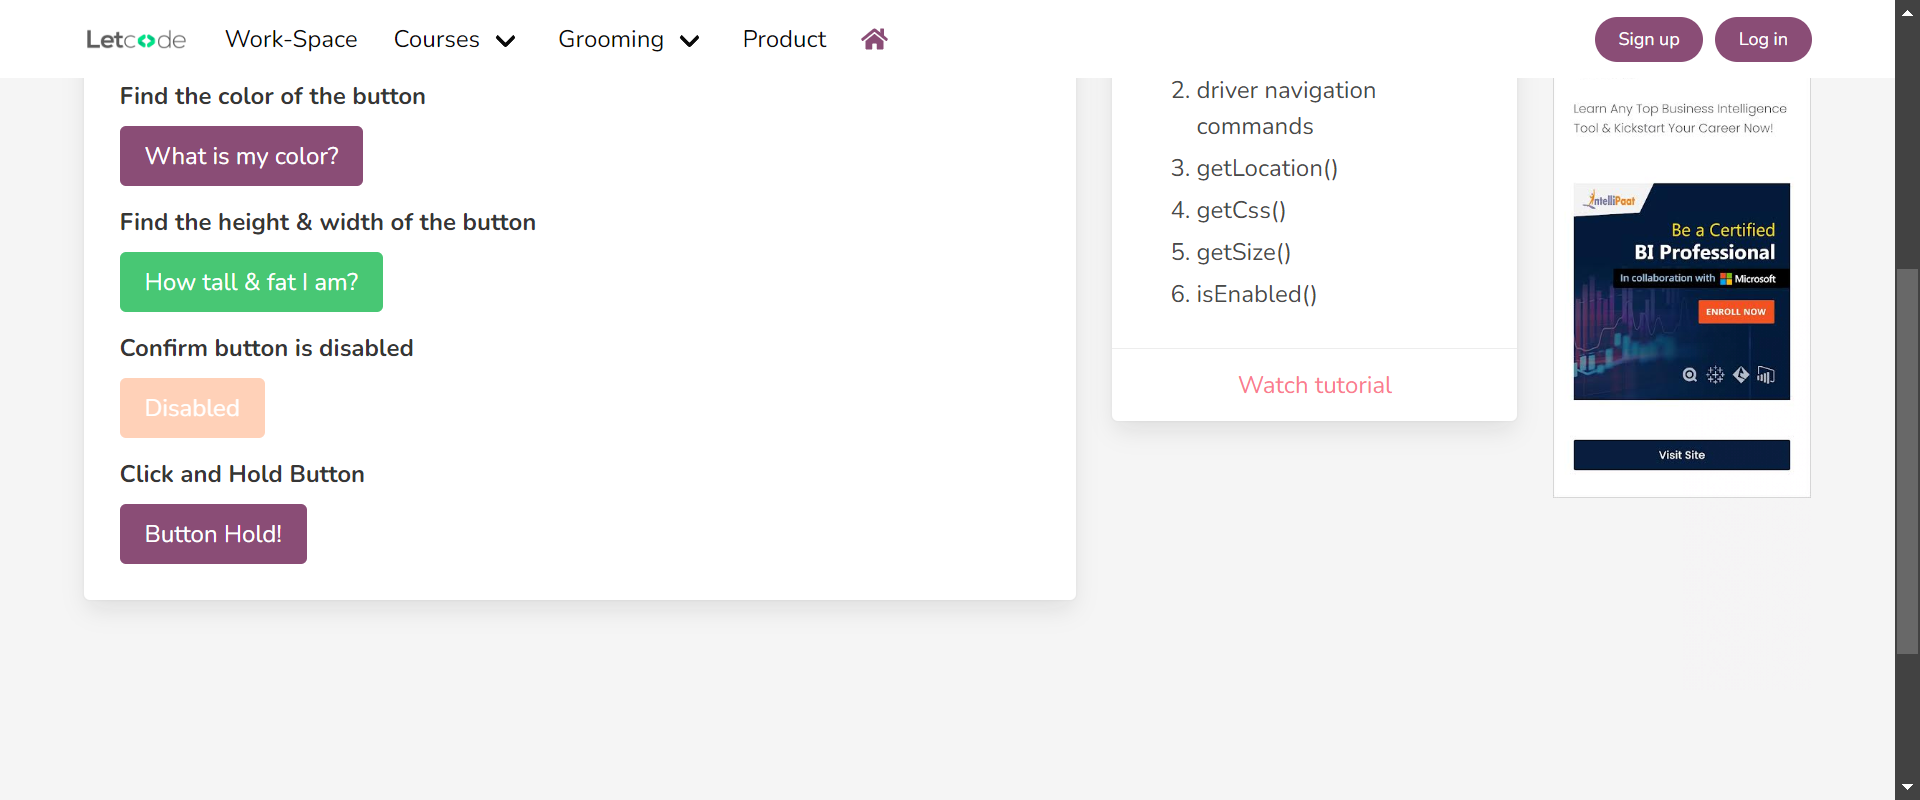 Letcode
Work-Space
Courses
Grooming
Product
Sign up
Log in
Find the color of the button
What is my color?
Find the height & width of the button
How tall & fat I am?
Confirm button is disabled
Disabled
Click and Hold Button
Button Hold!
2. driver navigation
commands
3. getLocation()
4. getCss()
5. getSize()
6. isEnabled()
Watch tutorial
Learn Any Top Business Intelligence
Tool & Kickstart Your Career Now!
IntelliPaat
Be a Certified
BI Professional
In collaboration with Microsoft
ENROLL NOW
Visit Site